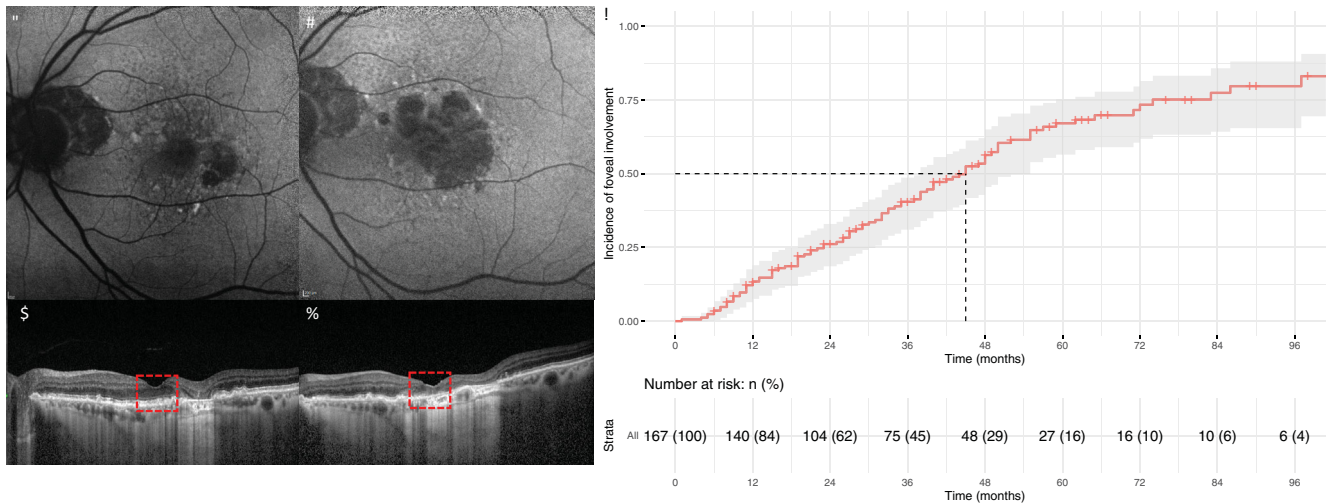 "
#
$
%
!
Incidence of foveal involvement
1.00
0.75
0.50
0.25
0.00
0 12 24 36 48 60 72 84 96
Time (months)
Number at risk: n (%)
Strata
All 167 (100) 140 (84) 104 (62) 75 (45) 48 (29) 27 (16) 16 (10) 10 (6) 6 (4)
0 12 24 36 48 60 72 84 96
Time (months)